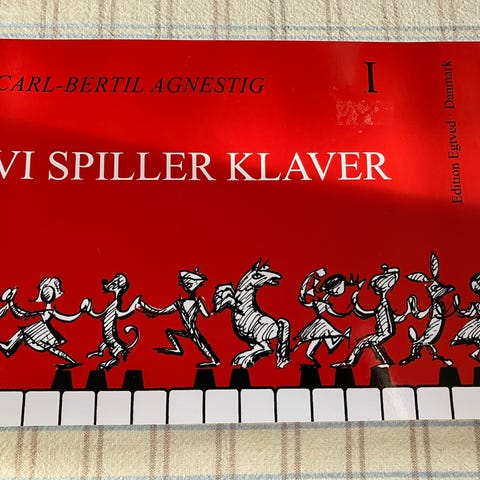 CARL-BERTIL AGNESTIG
I
VI SPILLER KLAVER
Edition Egtved · Danmark